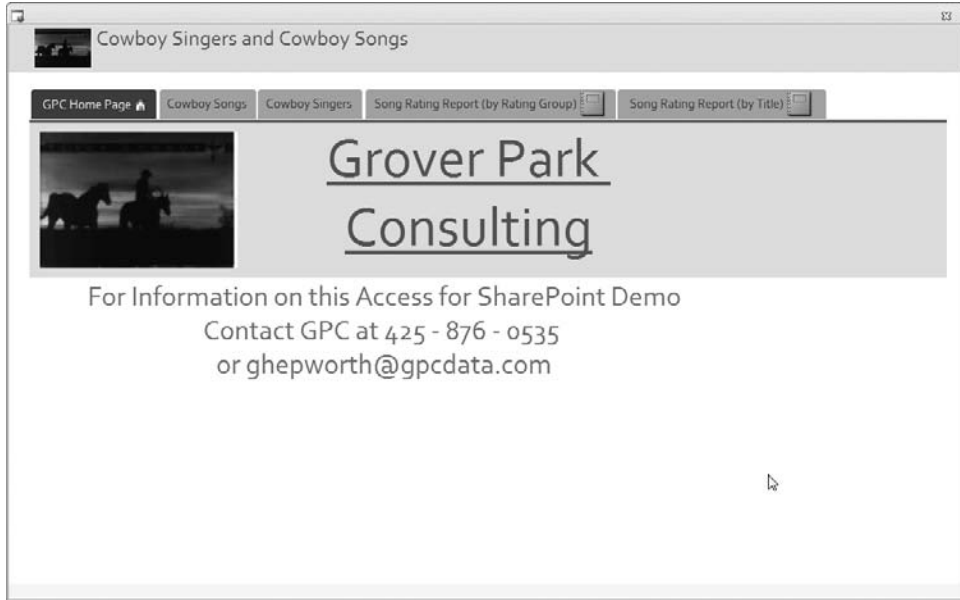 Cowboy Singers and Cowboy Songs
GPC Home Page
Cowboy Songs
Cowboy Singers
Song Rating Report (by Rating Group)
Song Rating Report (by Title)
Grover Park
Consulting
For Information on this Access for SharePoint Demo
Contact GPC at 425 - 876 - 0535
or ghepworth@gpcdata.com